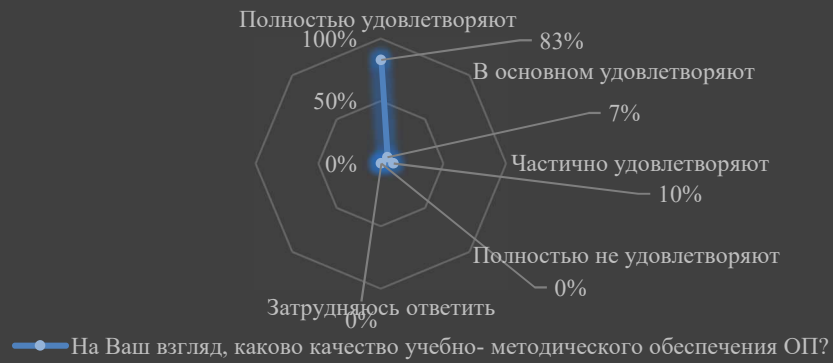 Полностью удовлетворяют
100%
83%
В основном удовлетворяют
50%
7%
0%
Частично удовлетворяют
10%
Полностью не удовлетворяют
0%
Затрудняюсь ответить
0%
На Ваш взгляд, каково качество учебно- методического обеспечения ОП?